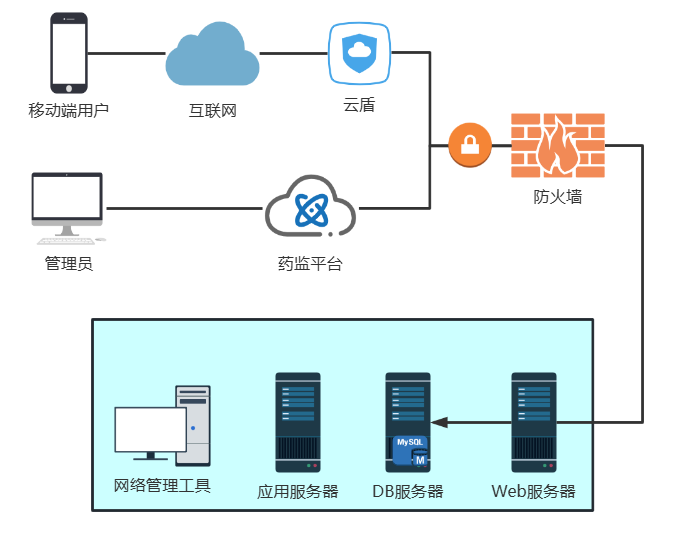 移动端用户
互联网
云盾
防火墙
管理员
药监平台
MySQL
M
网络管理工具
应用服务器
DB服务器
Web服务器